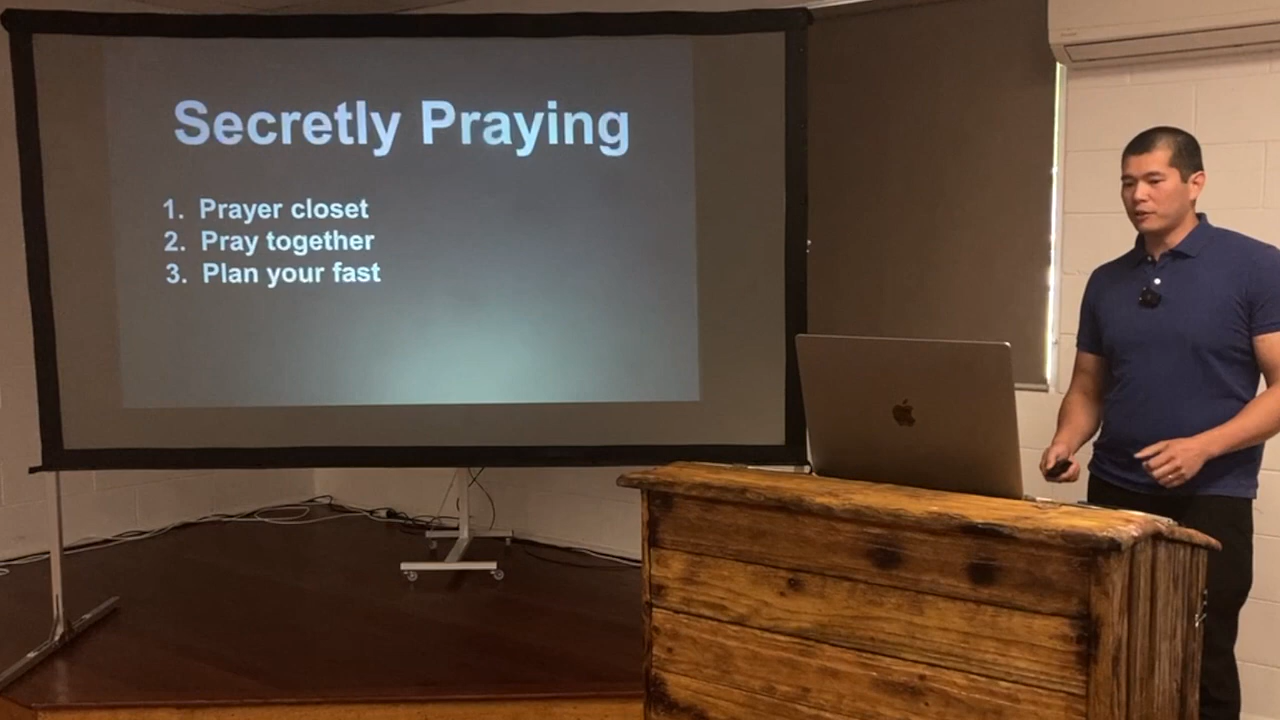 Secretly Praying
1. Prayer closet
2. Pray together
3. Plan your fast